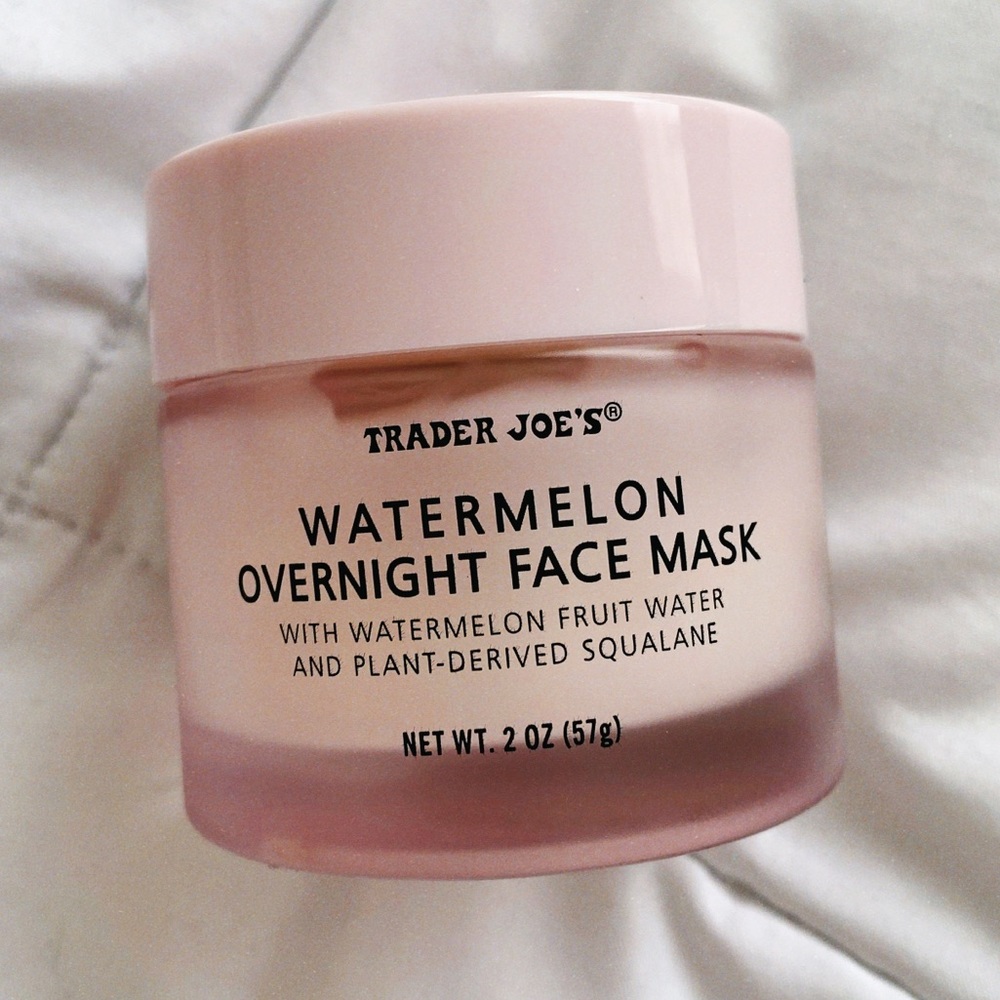 TRADER JOE'S®
WATERMELON
OVERNIGHT FACE MASK
WITH WATERMELON FRUIT WATER
AND PLANT-DERIVED SQUALANE
NET WT. 2 OZ (57g)